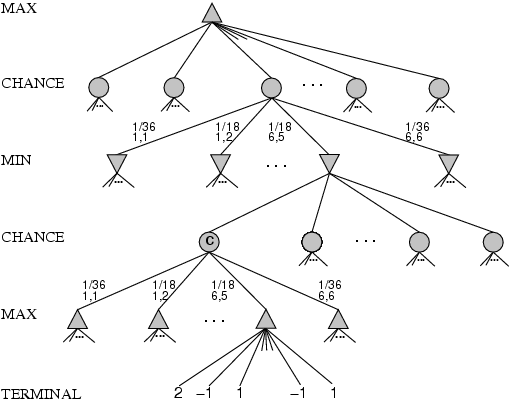 MAX
CHANCE
...
1/36 1/18 1/18 1/36
1,1 1,2 6,5 6,6
MIN
...
CHANCE
C ...
1/36 1/18 1/18 1/36
1,1 1,2 6,5 6,6
MAX
...
TERMINAL 2 −1 1 −1 1